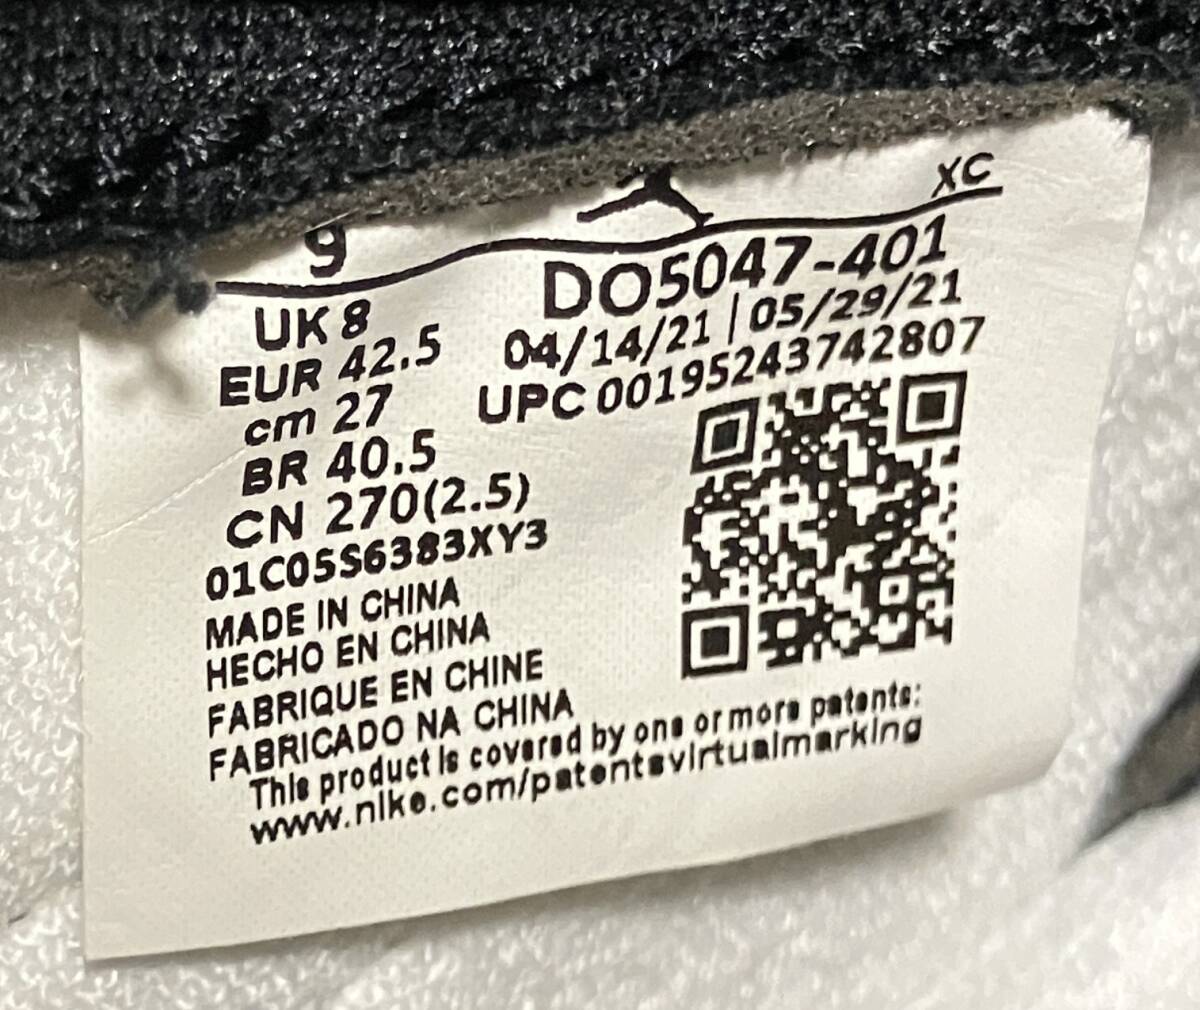 XC
9
DO5047-401
UK 8
04/14/21 | 05/29/21
EUR 42.5
UPC 00195243742807
cm 27
BR 40.5
CN 270(2.5)
01C05S6383XY3
MADE IN CHINA
HECHO EN CHINA
FABRIQUE EN CHINE
FABRICADO NA CHINA
This product is covered by one or more patents:
www.nike.com/patentsvirtualmarking